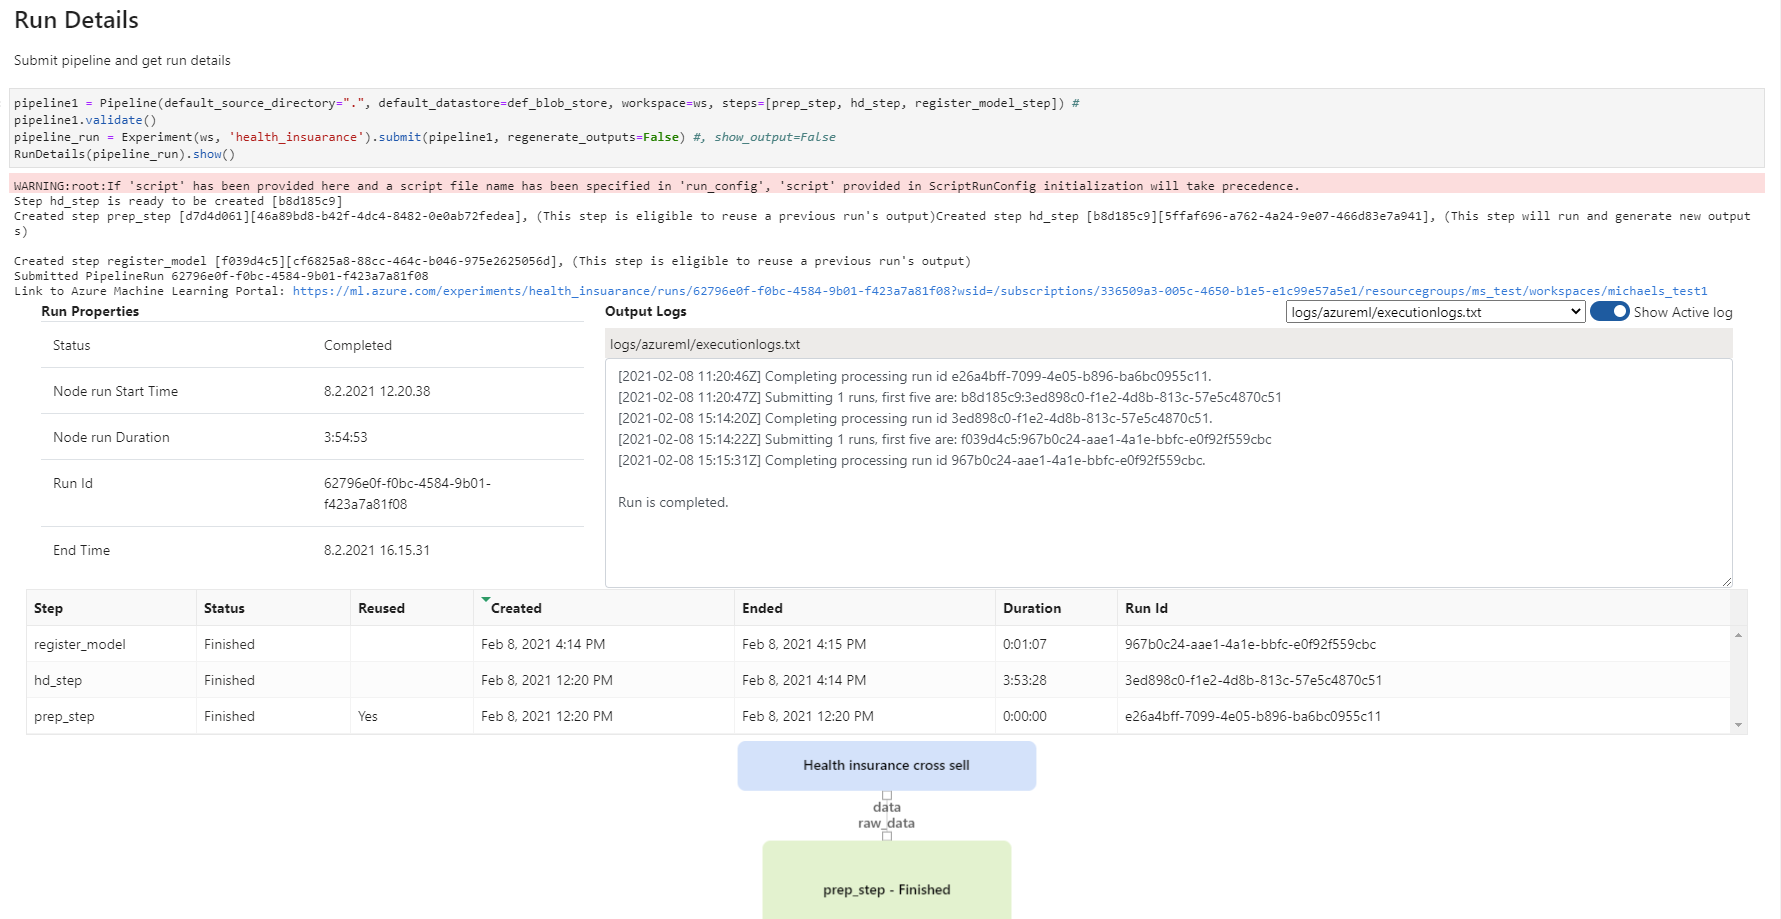 Run Details
Submit pipeline and get run details
pipeline1 = Pipeline(default_source_directory=".", default_datastore=def_blob_store, workspace=ws, steps=[prep_step, hd_step, register_model_step]) #
pipeline1.validate()
pipeline_run = Experiment(ws, 'health_insuarance').submit(pipeline1, regenerate_outputs=False) #, show_output=False
RunDetails(pipeline_run).show()
WARNING:root:If 'script' has been provided here and a script file name has been specified in 'run_config', 'script' provided in ScriptRunConfig initialization will take precedence.
Step hd_step is ready to be created [b8d185c9]
Created step prep_step [d7d4d061][46a89bd8-b42f-4dc4-8482-0e0ab72fedea], (This step is eligible to reuse a previous run's output)Created step hd_step [b8d185c9][5ffaf696-a762-4a24-9e07-466d83e7a941], (This step will run and generate new output
s)
Created step register_model [f039d4c5][cf6825a8-88cc-464c-b046-975e2625056d], (This step is eligible to reuse a previous run's output)
Submitted PipelineRun 62796e0f-f0bc-4584-9b01-f423a7a81f08
Link to Azure Machine Learning Portal: https://ml.azure.com/experiments/health_insuarance/runs/62796e0f-f0bc-4584-9b01-f423a7a81f08?wsid=/subscriptions/336509a3-005c-4650-b1e5-e1c99e57a5e1/resourcegroups/ms_test/workspaces/michaels_test1
Run Properties
Status Completed
Node run Start Time 8.2.2021 12.20.38
Node run Duration 3:54:53
Run Id 62796e0f-f0bc-4584-9b01-
f423a7a81f08
End Time 8.2.2021 16.15.31
Output Logs
logs/azureml/executionlogs.txt Show Active log
logs/azureml/executionlogs.txt
[2021-02-08 11:20:46Z] Completing processing run id e26a4bff-7099-4e05-b896-ba6bc0955c11.
[2021-02-08 11:20:47Z] Submitting 1 runs, first five are: b8d185c9:3ed898c0-f1e2-4d8b-813c-57e5c4870c51
[2021-02-08 15:14:20Z] Completing processing run id 3ed898c0-f1e2-4d8b-813c-57e5c4870c51.
[2021-02-08 15:14:22Z] Submitting 1 runs, first five are: f039d4c5:967b0c24-aae1-4a1e-bbfc-e0f92f559cbc
[2021-02-08 15:15:31Z] Completing processing run id 967b0c24-aae1-4a1e-bbfc-e0f92f559cbc.
Run is completed.
Step Status Reused Created Ended Duration Run Id
register_model Finished Feb 8, 2021 4:14 PM Feb 8, 2021 4:15 PM 0:01:07 967b0c24-aae1-4a1e-bbfc-e0f92f559cbc
hd_step Finished Feb 8, 2021 12:20 PM Feb 8, 2021 4:14 PM 3:53:28 3ed898c0-f1e2-4d8b-813c-57e5c4870c51
prep_step Finished Yes Feb 8, 2021 12:20 PM Feb 8, 2021 12:20 PM 0:00:00 e26a4bff-7099-4e05-b896-ba6bc0955c11
Health insurance cross sell
data
raw_data
prep_step - Finished